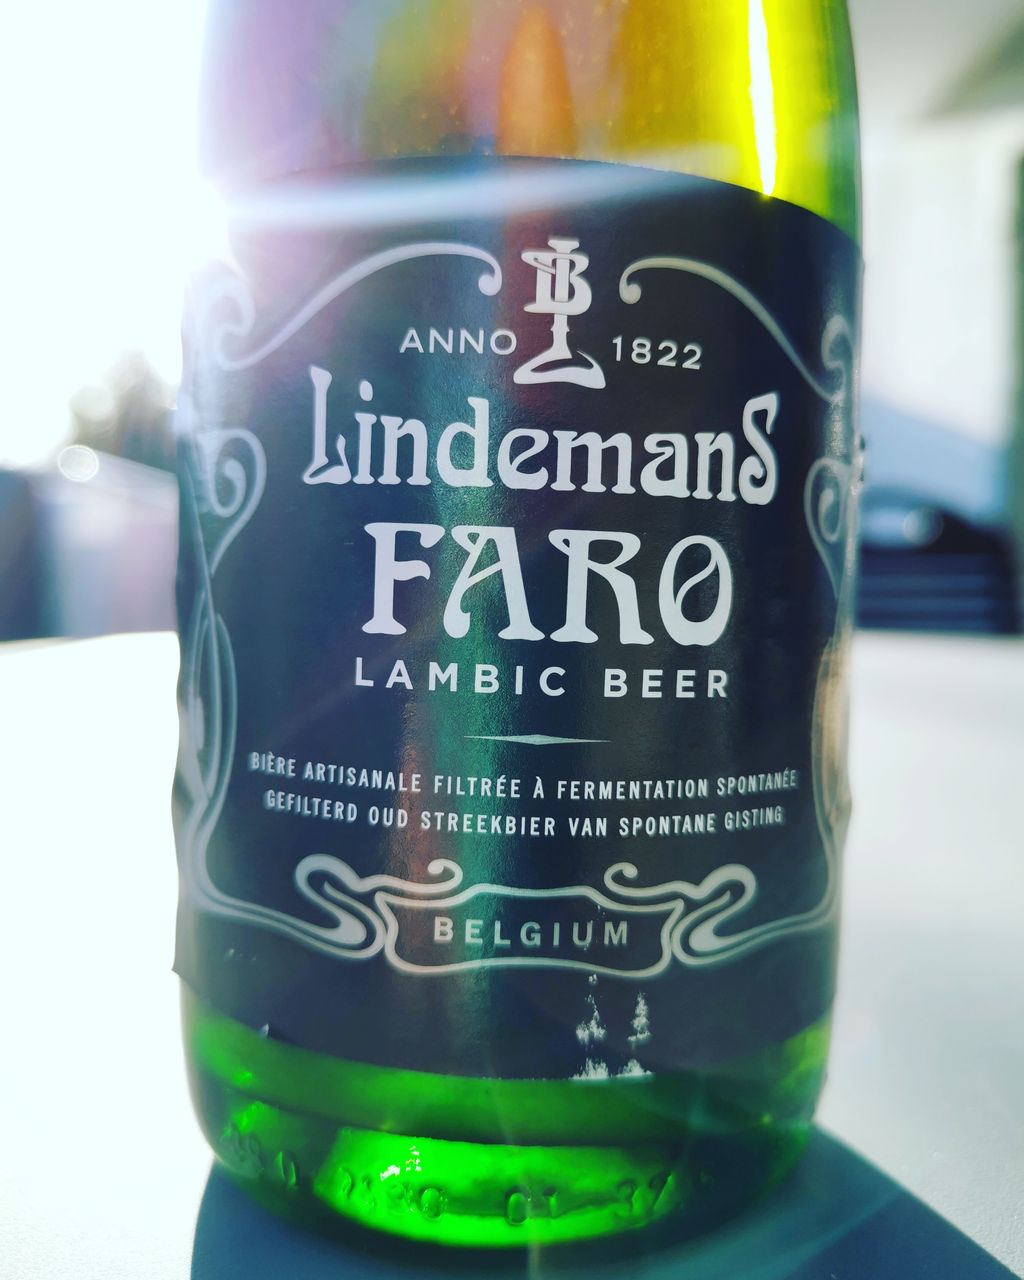 ANNO 1822
LindemanS
FARO
LAMBIC BEER
BIÈRE ARTISANALE FILTRÉE À FERMENTATION SPONTANÉE
GEFILTERD OUD STREEKBIER VAN SPONTANE GISTING
BELGIUM